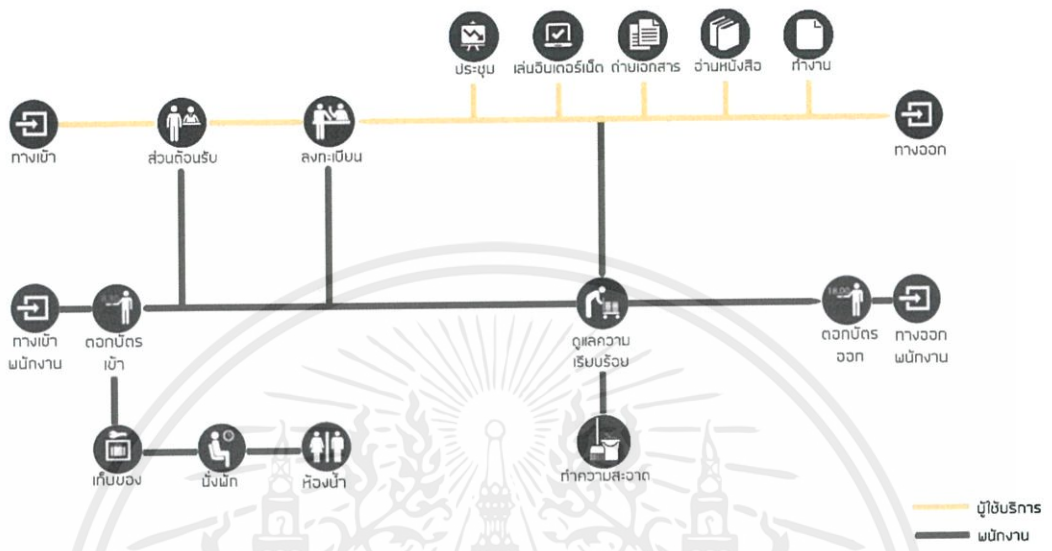 ประชุม เล่นอินเตอร์เน็ต ถ่ายเอกสาร อ่านหนังสือ ทำงาน
ทางเข้า ส่วนต้อนรับ ลงทะเบียน ทางออก
18.00
ทางเข้า ตอกบัตร ดูแลความ ตอกบัตร ทางออก
พนักงาน เข้า เรียบร้อย ออก พนักงาน
เก็บของ นั่งพัก ห้องน้ำ ทำความสะอาด
ผู้ใช้บริการ
พนักงาน